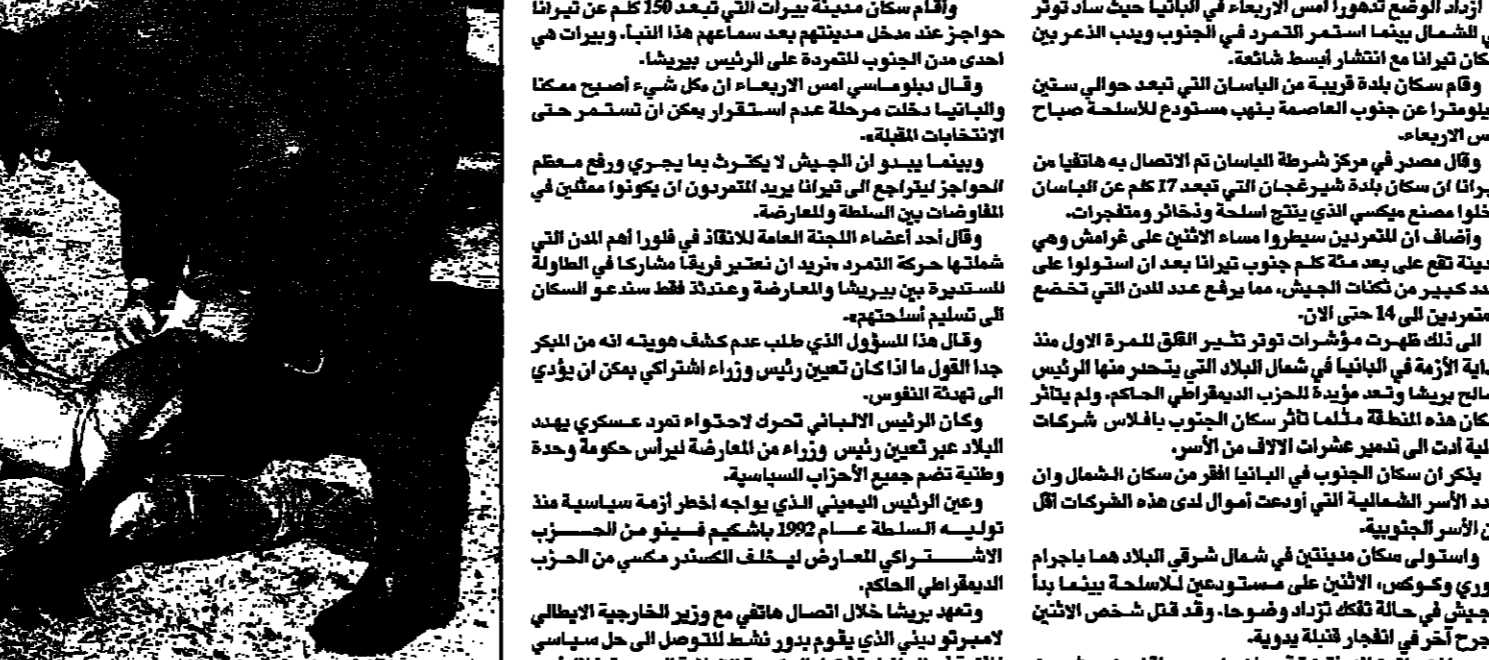 ازداد الوضع تدهورا امس الاربعاء في البانيا حيث ساد توتر
في الشمال بينما استمر التمرد في الجنوب ويدب الذعر بين
سكان تيرانا مع انتشار أبسط شائعة.
وقام سكان بلدة قريبة من الباسان التي تبعد حوالي ستين
كيلومترا عن جنوب العاصمة بنهب مستودع للاسلحة صباح
امس الاربعاء.
وقال مصدر في مركز شرطة الباسان تم الاتصال به هاتفيا من
تيرانا ان سكان بلدة شيرغجان التي تبعد 17 كلم عن الباسان
دخلوا مصنع ميكسي الذي ينتج اسلحة وذخائر ومتفجرات.
وأضاف ان المتمردين سيطروا مساء الاثنين على غرامش وهي
مدينة تقع على بعد مئة كلم جنوب تيرانا بعد ان استولوا على
عدد كبير من ثكنات الجيش، مما يرفع عدد المدن التي تخضع
للمتمردين الى 14 حتى الان.
الى ذلك ظهرت مؤشرات توتر تثير القلق للمرة الاول منذ
بداية الأزمة في البانيا في شمال البلاد التي يتحدر منها الرئيس
صالح بريشا وتعد مؤيدة للحزب الديمقراطي الحاكم. ولم يتأثر
سكان هذه المنطقة مثلما تأثر سكان الجنوب بافلاس شركات
مالية أدت الى تدمير عشرات الالاف من الأسر.
يذكر ان سكان الجنوب في البانيا افقر من سكان الشمال وان
عدد الأسر الشمالية التي أودعت أموال لدى هذه الشركات أقل
من الأسر الجنوبية.
واستولى سكان مدينتين في شمال شرقي البلاد هما باجرام
كوري وكوكس، الاثنين على مستودعين للاسلحة بينما بدأ
الجيش في حالة تفكك تزداد وضوحا. وقد قتل شخص الاثنين
وجرح آخر في انفجار قنبلة يدوية.
وأقام سكان مدينة بيرات التي تبعد 150 كلم عن تيرانا
حواجز عند مدخل مدينتهم بعد سماعهم هذا النبأ. وبيرات هي
احدى مدن الجنوب المتمردة على الرئيس بيريشا.
وقال دبلوماسي امس الاربعاء ان «كل شيء أصبح ممكنا
والبانيا دخلت مرحلة عدم استقرار يمكن ان تستمر حتى
الانتخابات المقبلة».
وبينما يبدو ان الجيش لا يكترث بما يجري ورفع معظم
الحواجز ليتراجع الى تيرانا يريد المتمردون ان يكونوا ممثلين في
المفاوضات بين السلطة والمعارضة.
وقال أحد أعضاء اللجنة العامة للانقاذ في فلورا أهم المدن التي
شملتها حركة التمرد «نريد ان نعتبر فريقا مشاركا في الطاولة
المستديرة بين بيريشا والمعارضة وعندئذ فقط سندعو السكان
الى تسليم أسلحتهم».
وقال هذا المسؤول الذي طلب عدم كشف هويته انه من المبكر
جدا القول ما اذا كان تعيين رئيس وزراء اشتراكي يمكن ان يؤدي
الى تهدئة النفوس.
وكان الرئيس الالباني تحرك لاحتواء تمرد عسكري يهدد
البلاد عبر تعيين رئيس وزراء من المعارضة ليرأس حكومة وحدة
وطنية تضم جميع الأحزاب السياسية.
وعين الرئيس اليميني الذي يواجه اخطر أزمة سياسية منذ
توليه السلطة عام 1992 باشكيم فينو من الحزب
الاشتراكي المعارض ليخلف الكسندر مكسي من الحزب
الديمقراطي الحاكم.
وتعهد بريشا خلال اتصال هاتفي مع وزير الخارجية الايطالي
لامبرتو ديني الذي يقوم بدور نشط للتوصل الى حل سياسي